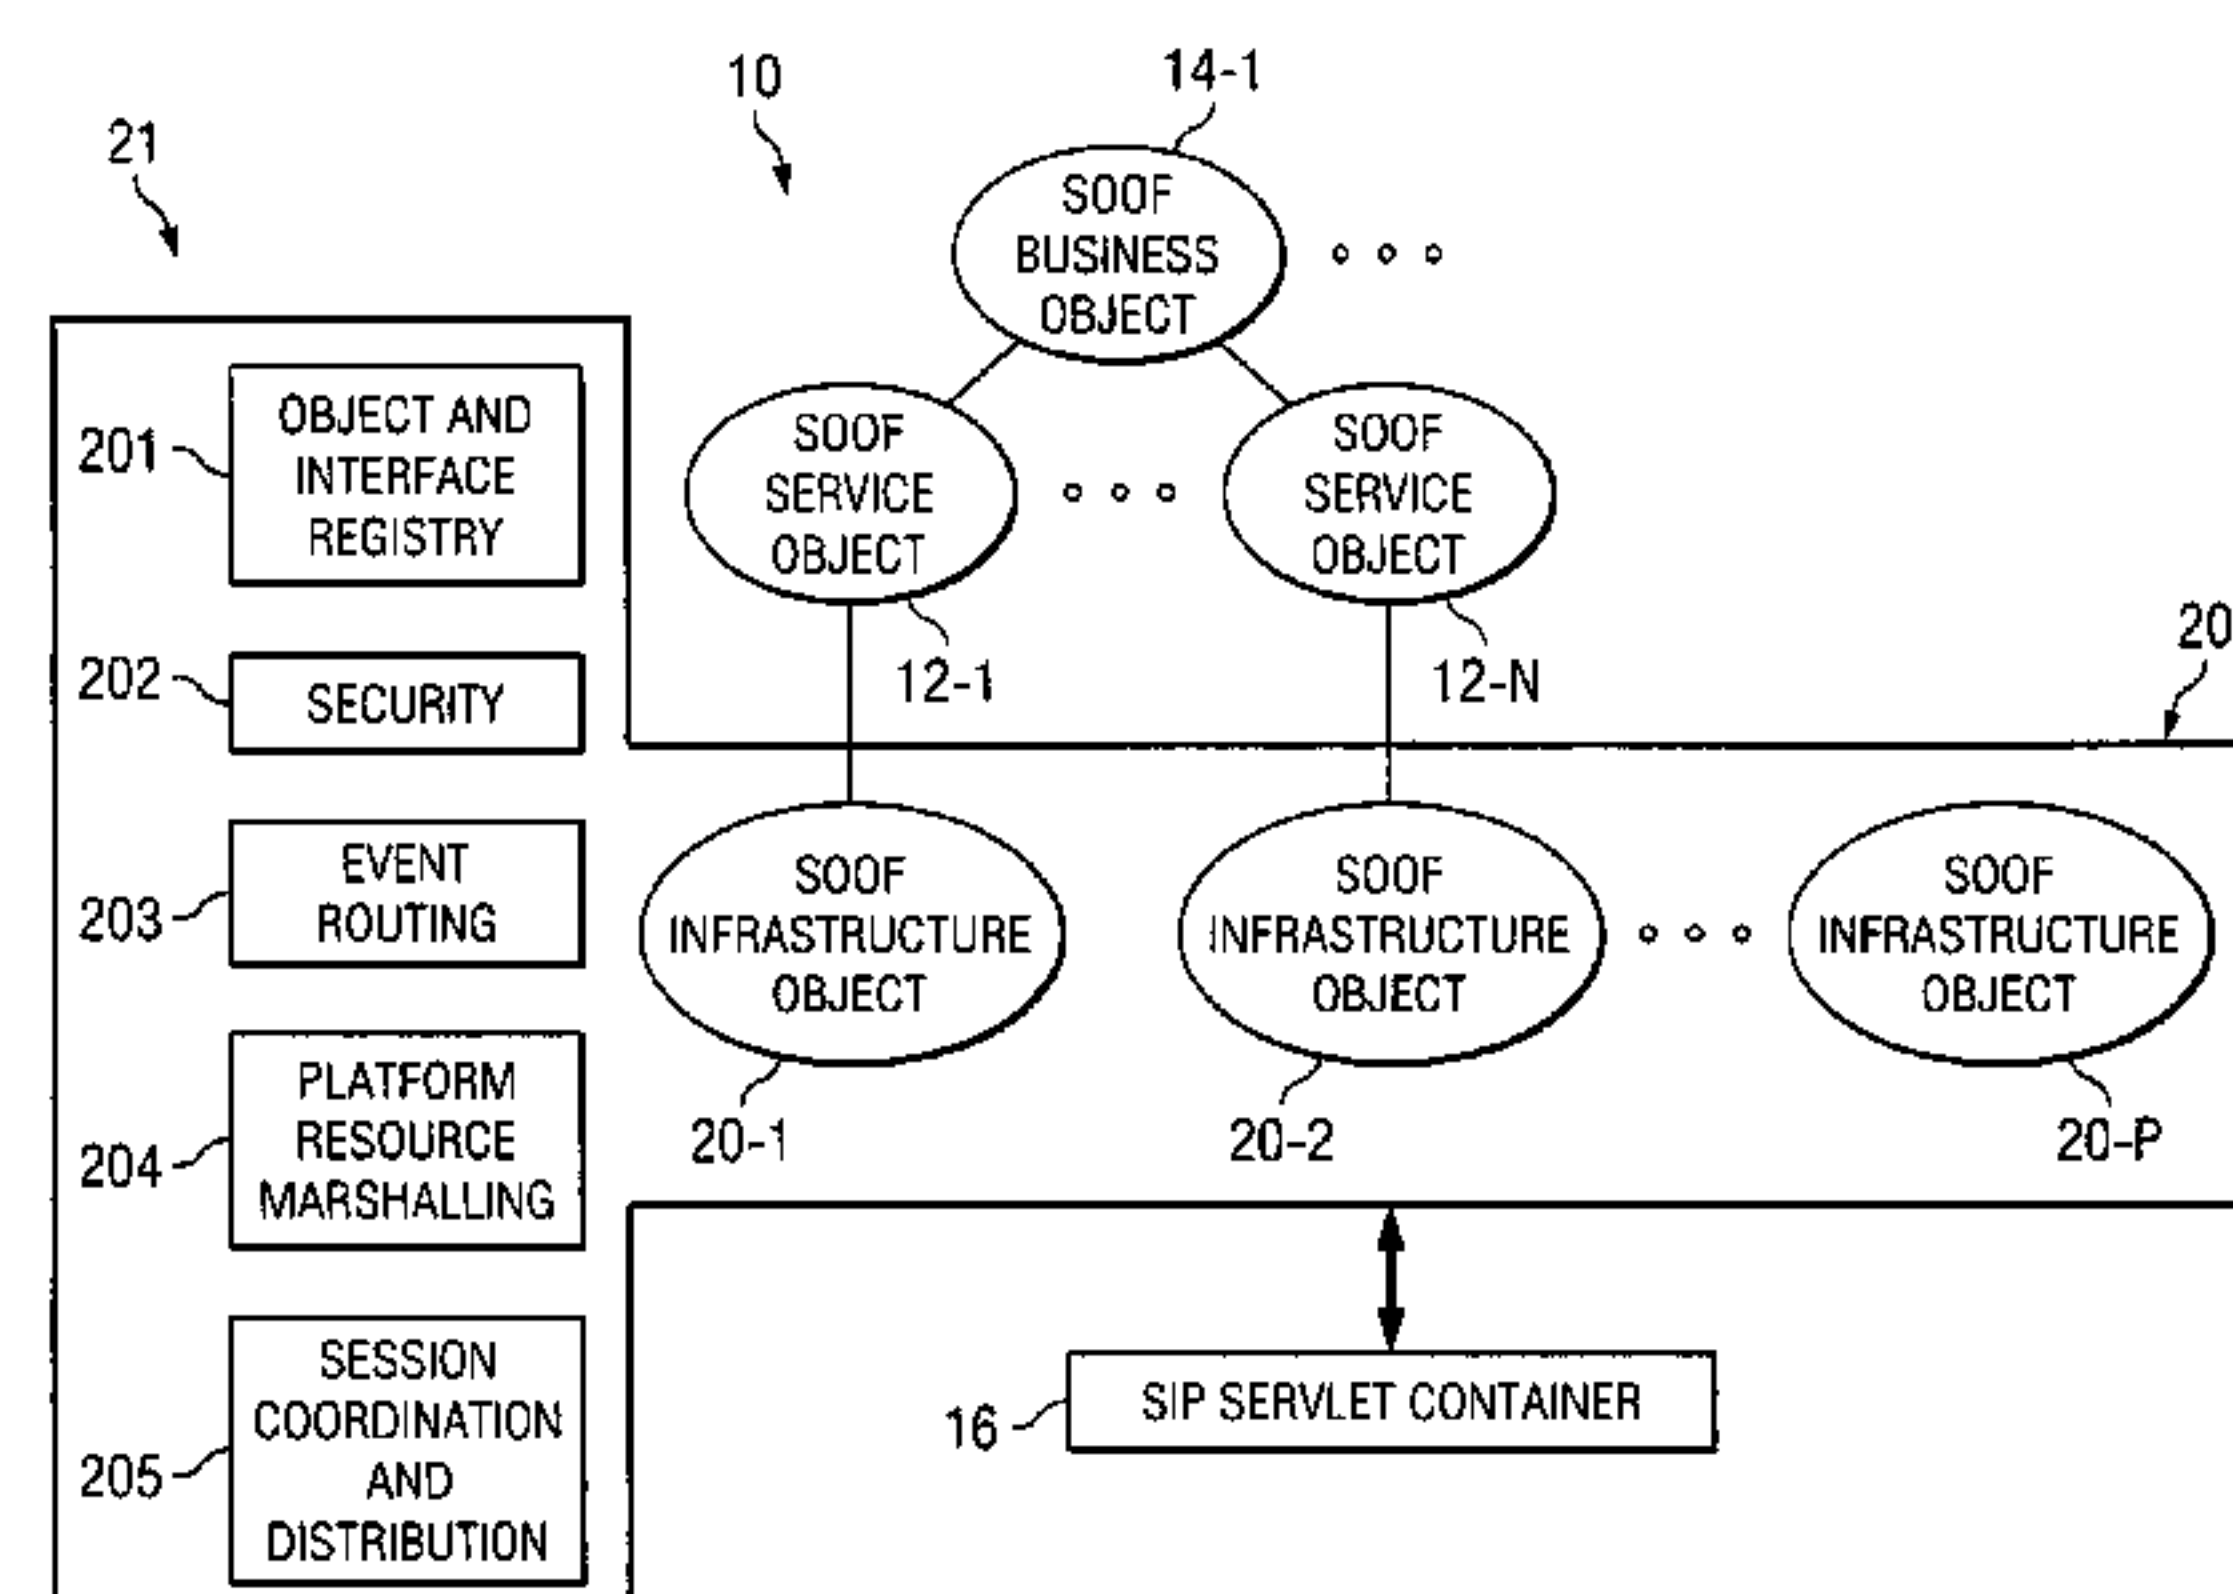 10
14-1
21
SOOF
BUSINESS
OBJECT
201
OBJECT AND
INTERFACE
REGISTRY
SOOF
SERVICE
OBJECT
SOOF
SERVICE
OBJECT
12-1
12-N
20
202
SECURITY
203
EVENT
ROUTING
SOOF
INFRASTRUCTURE
OBJECT
SOOF
INFRASTRUCTURE
OBJECT
SOOF
INFRASTRUCTURE
OBJECT
20-1
20-2
20-P
204
PLATFORM
RESOURCE
MARSHALLING
205
SESSION
COORDINATION
AND
DISTRIBUTION
16
SIP SERVLET CONTAINER